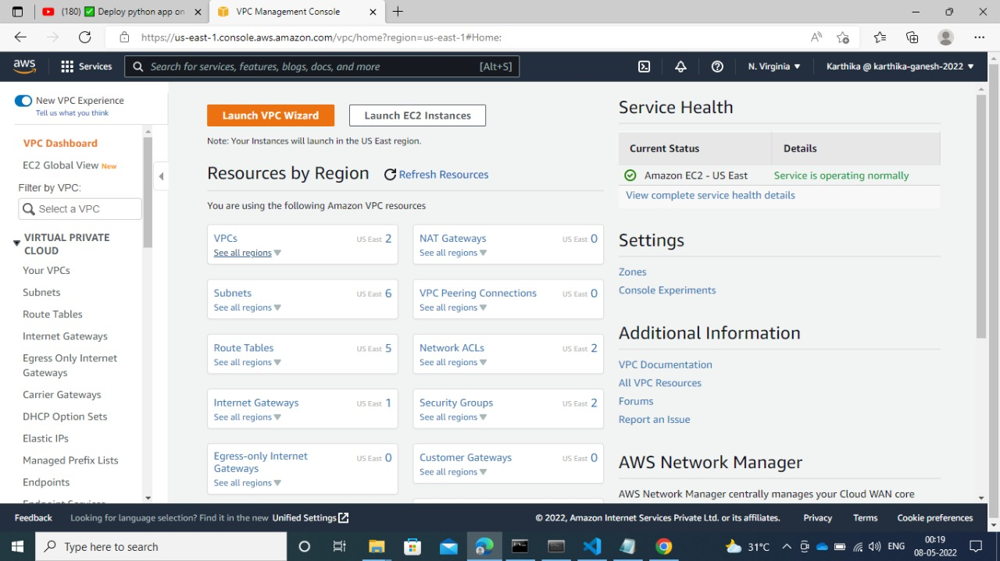 (180) ✅ Deploy python app on
VPC Management Console
https://us-east-1.console.aws.amazon.com/vpc/home?region=us-east-1#Home:
aws
Services
Search for services, features, blogs, docs, and more
[Alt+S]
N. Virginia ▼
Karthika @ karthika-ganesh-2022 ▼
New VPC Experience
Tell us what you think
VPC Dashboard
EC2 Global View New
Filter by VPC:
Select a VPC
VIRTUAL PRIVATE
CLOUD
Your VPCs
Subnets
Route Tables
Internet Gateways
Egress Only Internet
Gateways
Carrier Gateways
DHCP Option Sets
Elastic IPs
Managed Prefix Lists
Endpoints
Endpoint Services
Launch VPC Wizard
Launch EC2 Instances
Note: Your Instances will launch in the US East region.
Resources by Region
Refresh Resources
You are using the following Amazon VPC resources
VPCs US East 2
See all regions ▼
NAT Gateways US East 0
See all regions ▼
Subnets US East 6
See all regions ▼
VPC Peering Connections US East 0
See all regions ▼
Route Tables US East 5
See all regions ▼
Network ACLs US East 2
See all regions ▼
Internet Gateways US East 1
See all regions ▼
Security Groups US East 2
See all regions ▼
Egress-only Internet US East 0
Gateways
See all regions ▼
Customer Gateways US East 0
See all regions ▼
Service Health
Current Status Details
Amazon EC2 - US East Service is operating normally
View complete service health details
Settings
Zones
Console Experiments
Additional Information
VPC Documentation
All VPC Resources
Forums
Report an Issue
AWS Network Manager
AWS Network Manager centrally manages your Cloud WAN core
Feedback
Looking for language selection? Find it in the new Unified Settings
© 2022, Amazon Internet Services Private Ltd. or its affiliates.
Privacy
Terms
Cookie preferences
Type here to search
31°C
ENG
00:19
08-05-2022